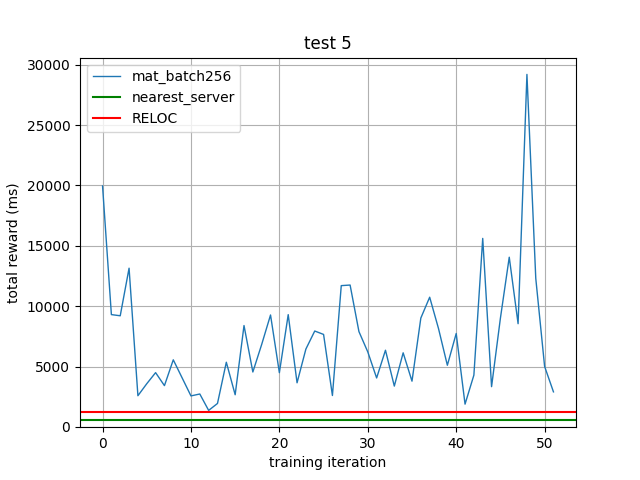 test 5
total reward (ms)
30000
25000
20000
15000
10000
5000
0
mat_batch256
nearest_server
RELOC
0 10 20 30 40 50
training iteration